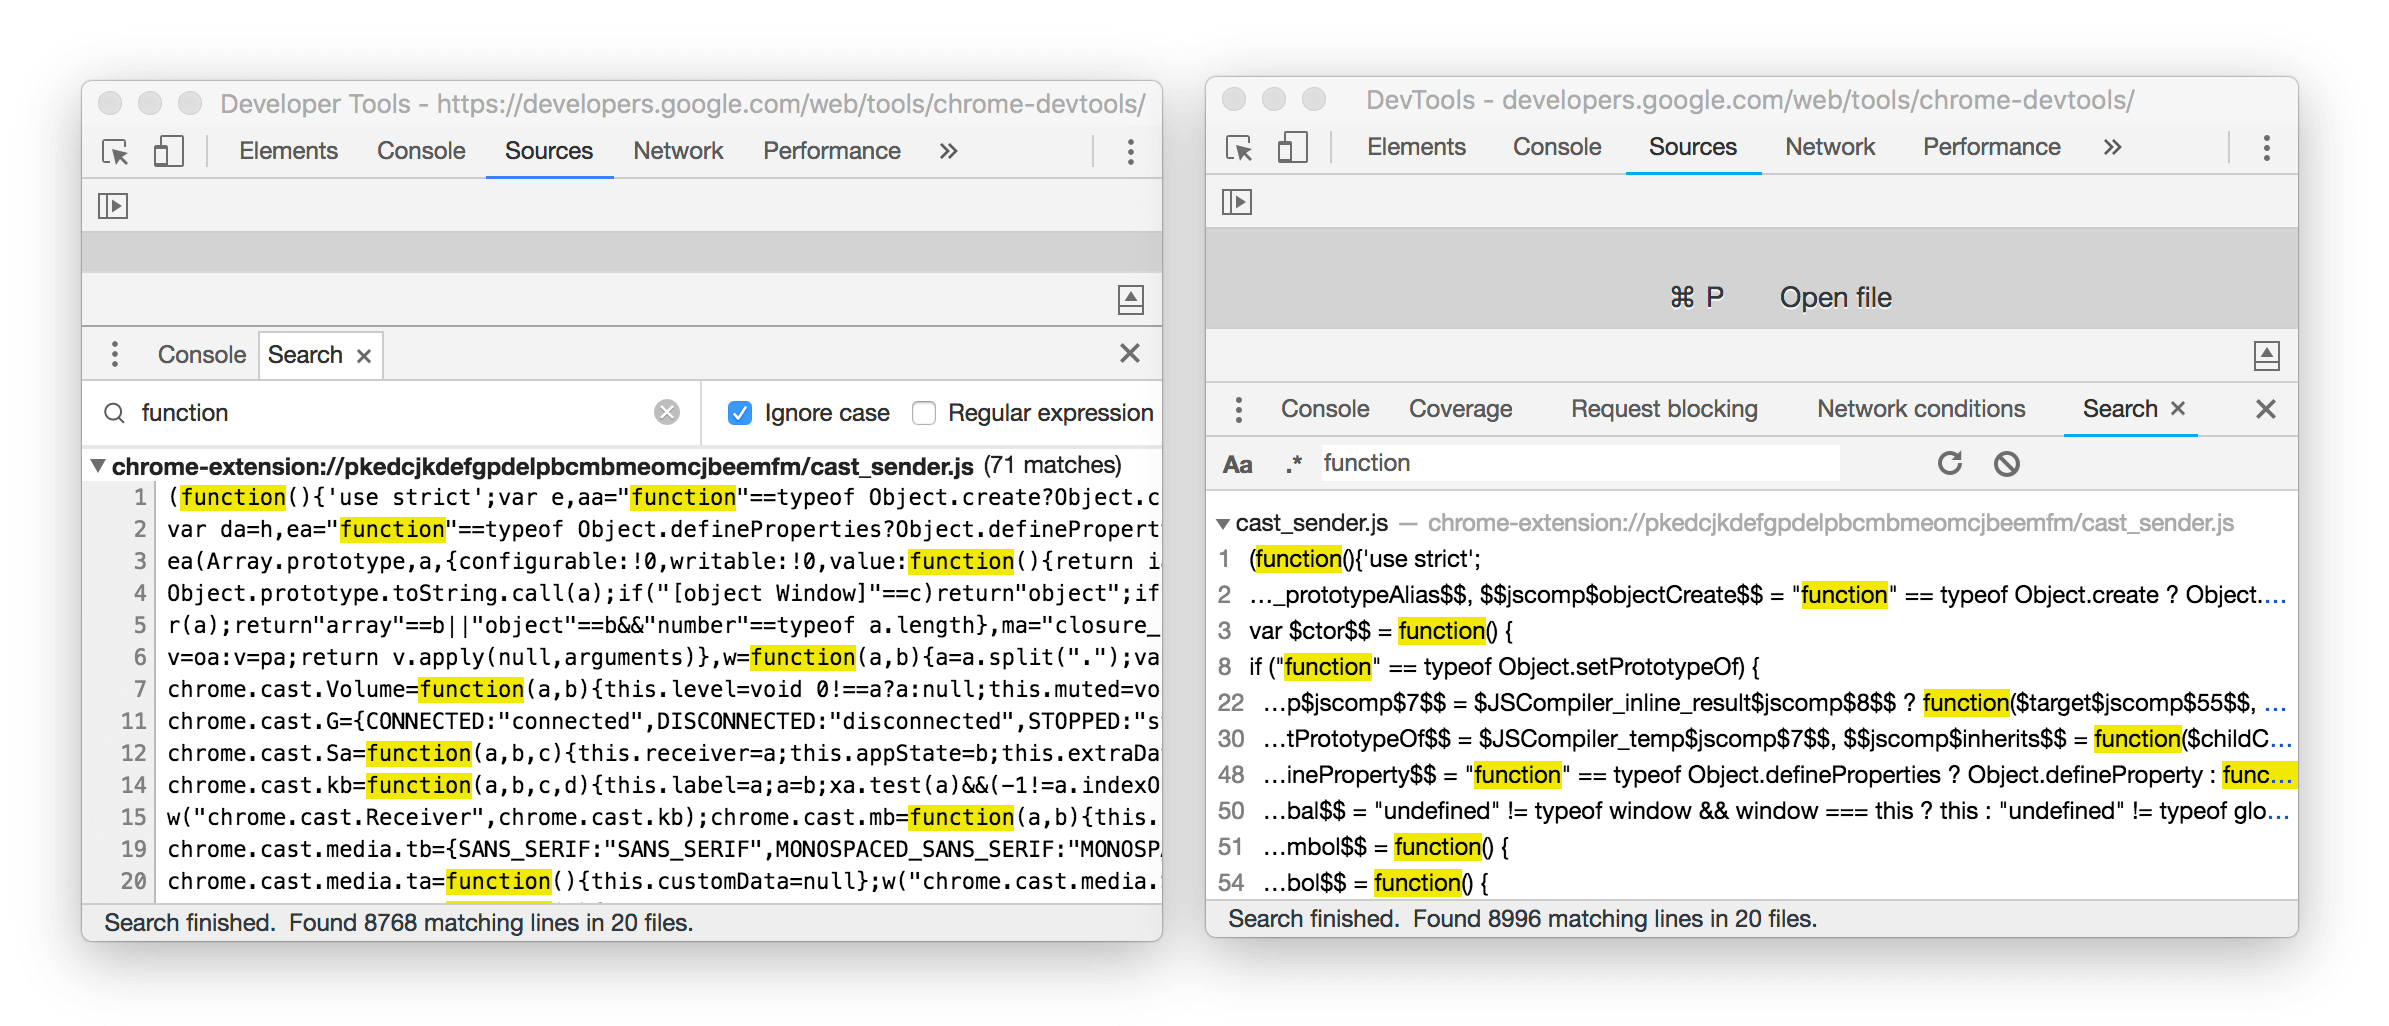 Developer Tools - https://developers.google.com/web/tools/chrome-devtools/
Elements Console Sources Network Performance »
Console Search ×
function
Ignore case Regular expression
chrome-extension://pkedcjkdefgpdelpbcmbmeomcjbeemfm/cast_sender.js (71 matches)
1 (function(){'use strict';var e,aa="function"==typeof Object.create?Object.c
2 var da=h,ea="function"==typeof Object.defineProperties?Object.defineProperty
3 ea(Array.prototype,a,{configurable:!0,writable:!0,value:function(){return i
4 Object.prototype.toString.call(a);if("[object Window]"==c)return"object";if
5 r(a);return"array"==b||"object"==b&&"number"==typeof a.length},ma="closure_
6 v=oa:v=pa;return v.apply(null,arguments)},w=function(a,b){a=a.split(".");va
7 chrome.cast.Volume=function(a,b){this.level=void 0!==a?a:null;this.muted=vo
11 chrome.cast.G={CONNECTED:"connected",DISCONNECTED:"disconnected",STOPPED:"s
12 chrome.cast.Sa=function(a,b,c){this.receiver=a;this.appState=b;this.extraDa
14 chrome.cast.kb=function(a,b,c,d){this.label=a;a=b;xa.test(a)&&(-1!=a.indexO
15 w("chrome.cast.Receiver",chrome.cast.kb);chrome.cast.mb=function(a,b){this.
19 chrome.cast.media.tb={SANS_SERIF:"SANS_SERIF",MONOSPACED_SANS_SERIF:"MONOSPA
20 chrome.cast.media.ta=function(){this.customData=null};w("chrome.cast.media.
Search finished. Found 8768 matching lines in 20 files.
DevTools - developers.google.com/web/tools/chrome-devtools/
Elements Console Sources Network Performance »
⌘ P Open file
Console Coverage Request blocking Network conditions Search ×
Aa .* function
cast_sender.js — chrome-extension://pkedcjkdefgpdelpbcmbmeomcjbeemfm/cast_sender.js
1 (function(){'use strict';
2 …_prototypeAlias$$, $$jscomp$objectCreate$$ = "function" == typeof Object.create ? Object.…
3 var $ctor$$ = function() {
8 if ("function" == typeof Object.setPrototypeOf) {
22 …p$jscomp$7$$ = $JSCompiler_inline_result$jscomp$8$$ ? function($target$jscomp$55$$, …
30 …tPrototypeOf$$ = $JSCompiler_temp$jscomp$7$$, $$jscomp$inherits$$ = function($childC…
48 …ineProperty$$ = "function" == typeof Object.defineProperties ? Object.defineProperty : func…
50 …bal$$ = "undefined" != typeof window && window === this ? this : "undefined" != typeof glo…
51 …mbol$$ = function() {
54 …bol$$ = function() {
Search finished. Found 8996 matching lines in 20 files.